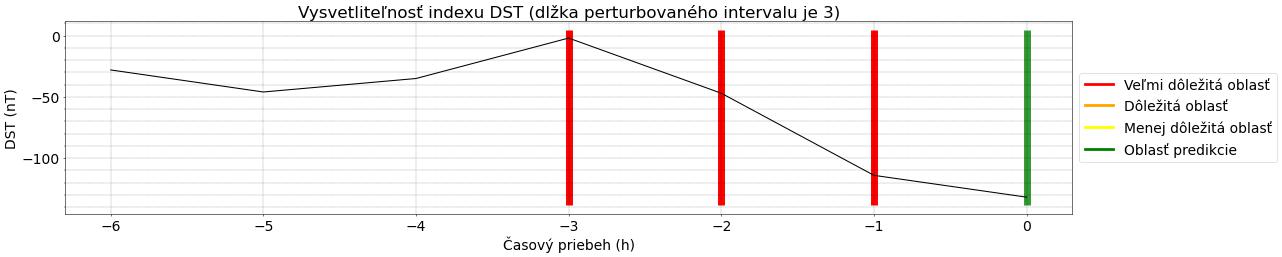 Vysvetliteľnosť indexu DST (dlžka perturbovaného intervalu je 3)
0
−50
−100
DST (nT)
−6 −5 −4 −3 −2 −1 0
Časový priebeh (h)
Veľmi dôležitá oblasť
Dôležitá oblasť
Menej dôležitá oblasť
Oblasť predikcie